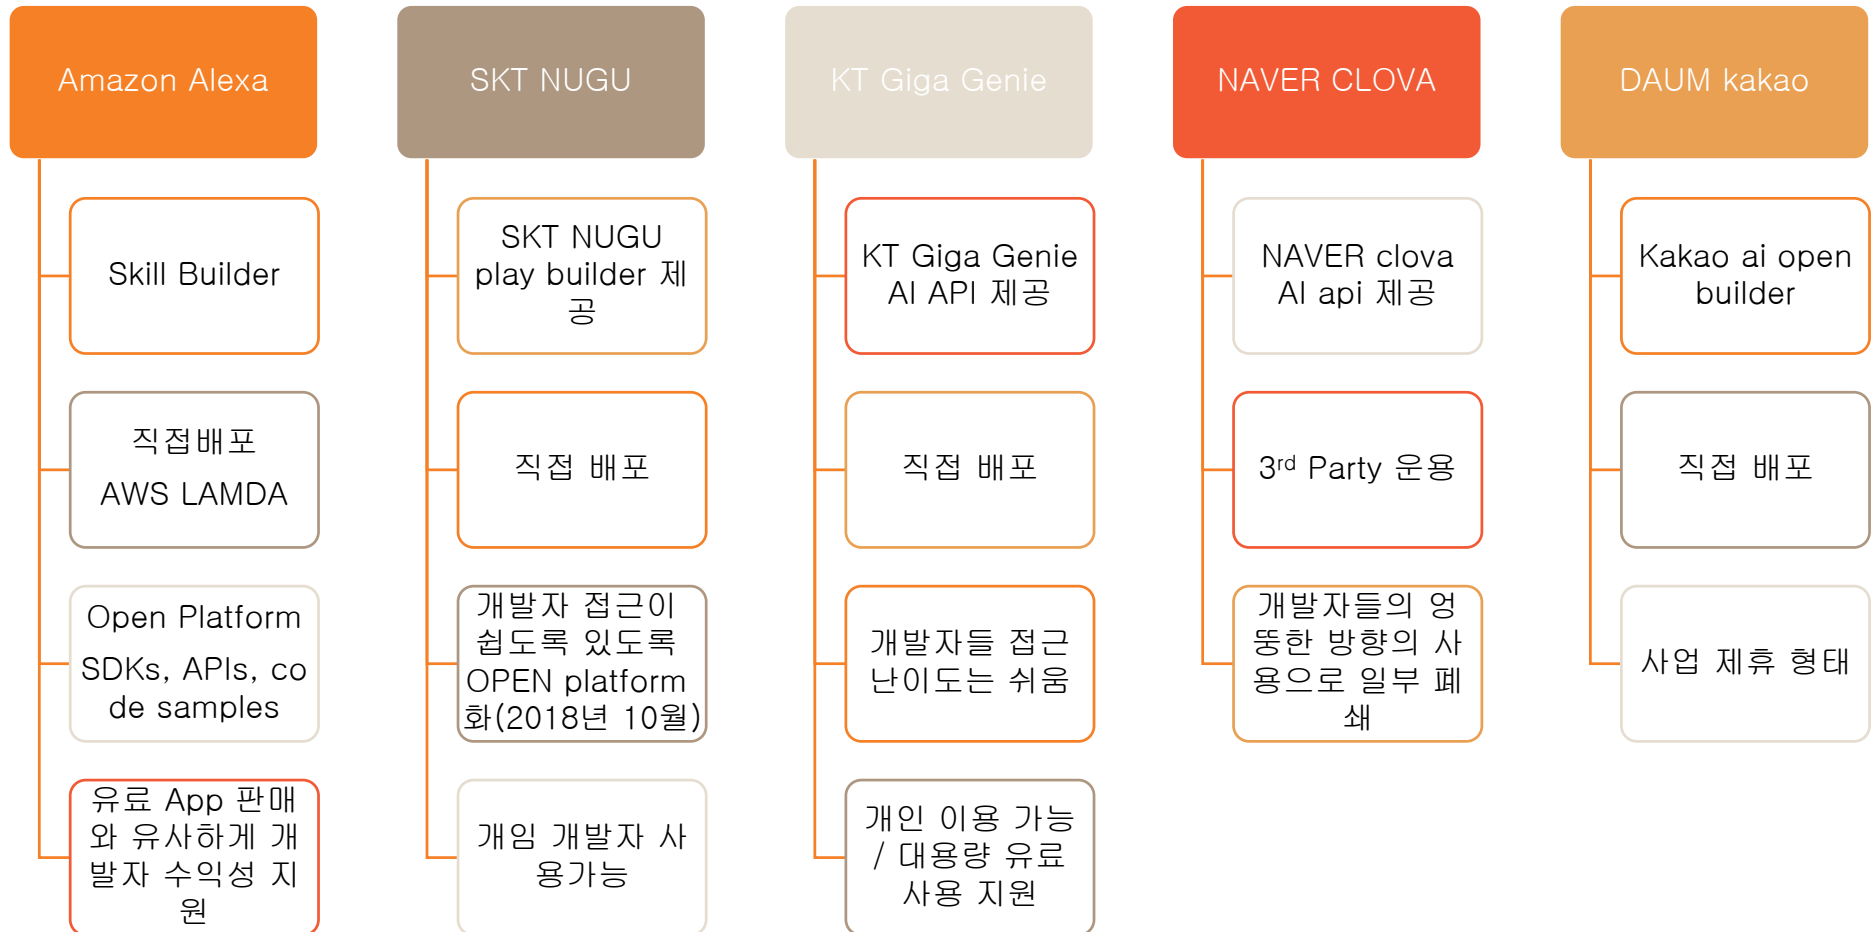 Amazon Alexa
Skill Builder
직접배포
AWS LAMDA
Open Platform
SDKs, APIs, co
de samples
유료 App 판매
와 유사하게 개
발자 수익성 지
원
SKT NUGU
SKT NUGU
play builder 제
공
직접 배포
개발자 접근이
쉽도록 있도록
OPEN platform
화(2018년 10월)
개임 개발자 사
용가능
KT Giga Genie
KT Giga Genie
AI API 제공
직접 배포
개발자들 접근
난이도는 쉬움
개인 이용 가능
/ 대용량 유료
사용 지원
NAVER CLOVA
NAVER clova
AI api 제공
3rd Party 운용
개발자들의 엉
뚱한 방향의 사
용으로 일부 폐
쇄
DAUM kakao
Kakao ai open
builder
직접 배포
사업 제휴 형태